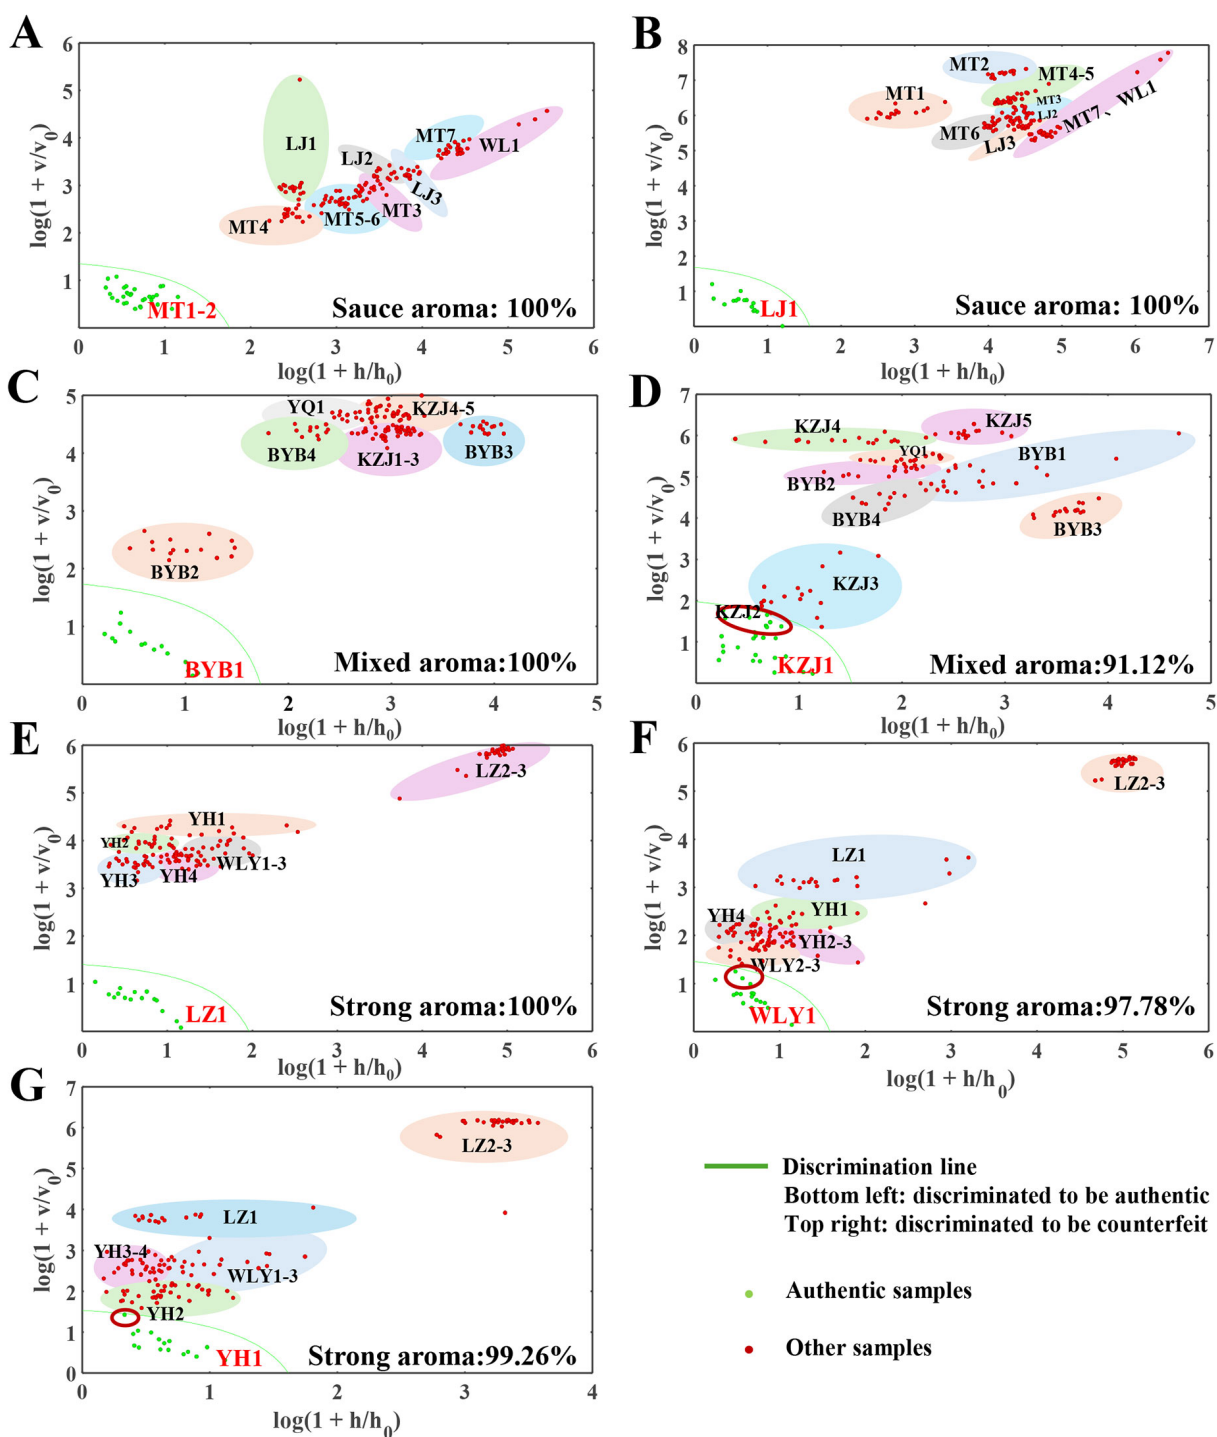 A
6
5
4
3
2
1
log(1 + v/v0)
LJ1
MT7
WL1
LJ2
LJ3
MT4
MT5-6
MT3
MT1-2
Sauce aroma: 100%
0 1 2 3 4 5 6
log(1 + h/h0)
B
8
7
6
5
4
3
2
1
0
log(1 + v/v0)
MT2
MT4-5
MT1
MT3
LJ2
WL1
MT6
MT7、
LJ3
LJ1
Sauce aroma: 100%
0 1 2 3 4 5 6 7
log(1 + h/h0)
C
5
4
3
2
1
log(1 + v/v0)
YQ1
KZJ4-5
BYB4
KZJ1-3
BYB3
BYB2
BYB1
Mixed aroma:100%
0 1 2 3 4 5
log(1 + h/h0)
D
7
6
5
4
3
2
1
0
log(1 + v/v0)
KZJ4
KZJ5
YQ1
BYB1
BYB2
BYB4
BYB3
KZJ3
KZJ2
KZJ1
Mixed aroma:91.12%
0 1 2 3 4 5
log(1 + h/h0)
E
6
5
4
3
2
1
0
log(1 + v/v0)
LZ2-3
YH1
YH2
WLY1-3
YH3
YH4
LZ1
Strong aroma:100%
0 1 2 3 4 5 6
log(1 + h/h0)
F
6
5
4
3
2
1
log(1 + v/v0)
LZ2-3
LZ1
YH4
YH1
YH2-3
WLY2-3
WLY1
Strong aroma:97.78%
0 1 2 3 4 5 6
log(1 + h/h0)
G
7
6
5
4
3
2
1
0
log(1 + v/v0)
LZ2-3
LZ1
YH3-4
WLY1-3
YH2
YH1
Strong aroma:99.26%
0 1 2 3 4
log(1 + h/h0)
Discrimination line
Bottom left: discriminated to be authentic
Top right: discriminated to be counterfeit
Authentic samples
Other samples